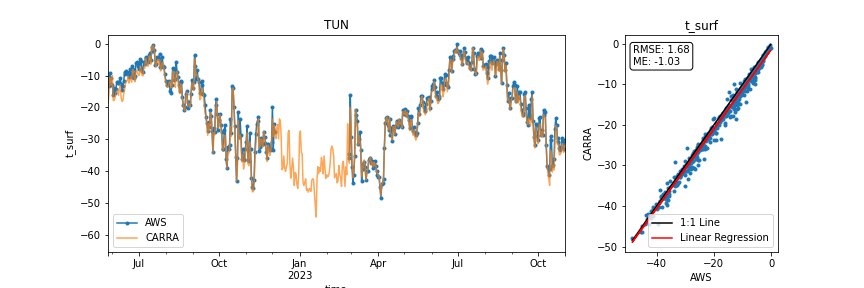 TUN
t_surf
0
−10
−20
−30
−40
−50
−60
t_surf
AWS
CARRA
Jul
Oct
Jan
2023
Apr
Jul
Oct
time
t_surf
RMSE: 1.68
ME: -1.03
0
−10
−20
−30
−40
−50
CARRA
1:1 Line
Linear Regression
−40
−20
0
AWS